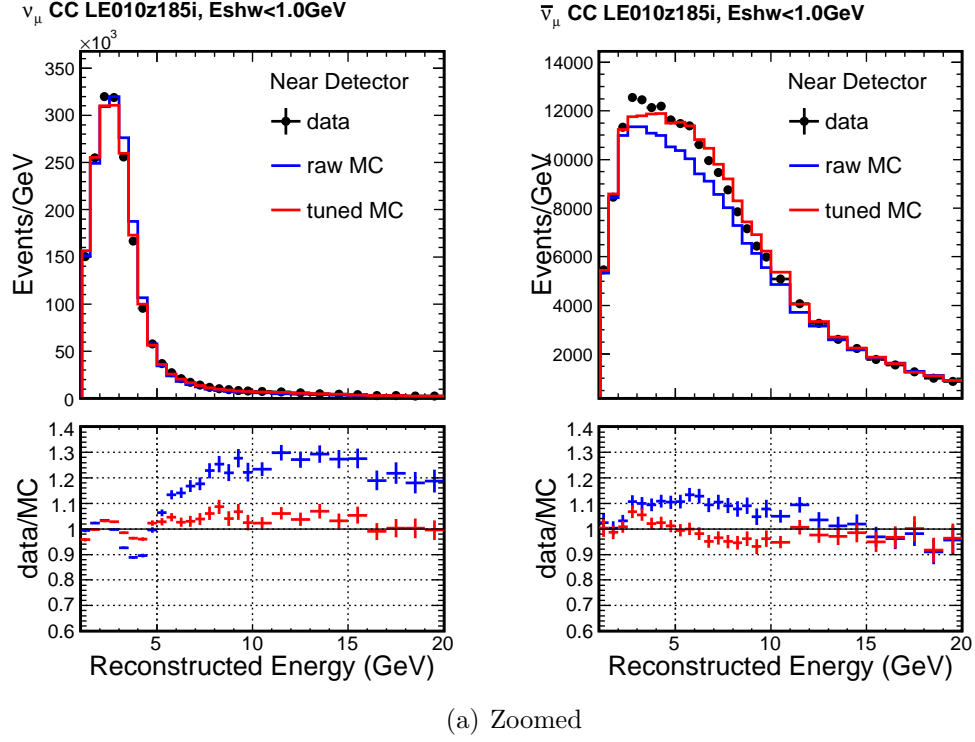 ν_μ CC LE010z185i, Eshw<1.0GeV
×10³
Events/GeV
350
300
250
200
150
100
50
0
Near Detector
data
raw MC
tuned MC
data/MC
1.4
1.3
1.2
1.1
1
0.9
0.8
0.7
0.6
5 10 15 20
Reconstructed Energy (GeV)
ν̅_μ CC LE010z185i, Eshw<1.0GeV
Events/GeV
14000
12000
10000
8000
6000
4000
2000
Near Detector
data
raw MC
tuned MC
data/MC
1.4
1.3
1.2
1.1
1
0.9
0.8
0.7
0.6
5 10 15 20
Reconstructed Energy (GeV)
(a) Zoomed